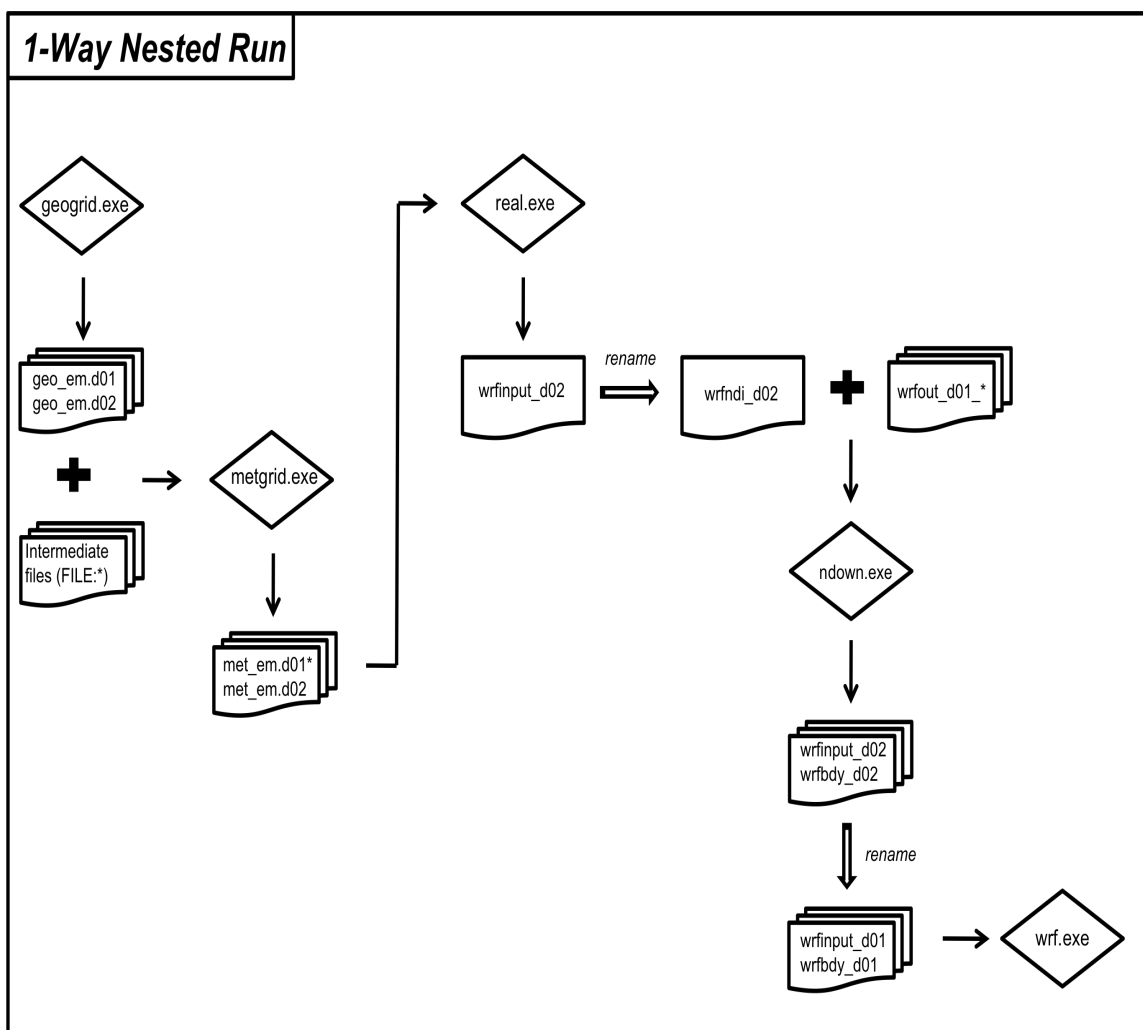 1-Way Nested Run
geogrid.exe
geo_em.d01
geo_em.d02
Intermediate
files (FILE:*)
metgrid.exe
met_em.d01*
met_em.d02
real.exe
wrfinput_d02
rename
wrfndi_d02
wrfout_d01_*
ndown.exe
wrfinput_d02
wrfbdy_d02
rename
wrfinput_d01
wrfbdy_d01
wrf.exe